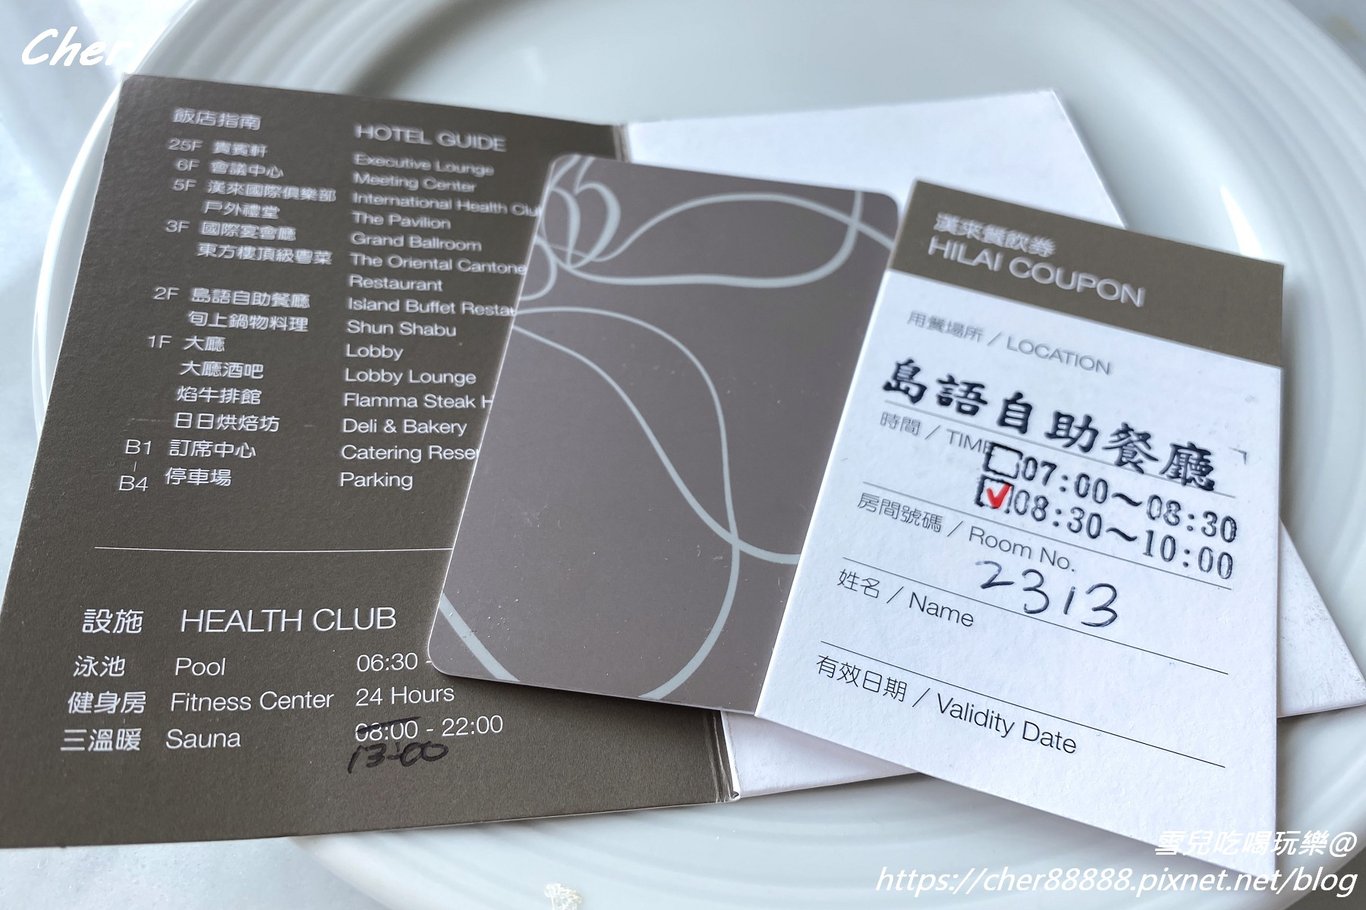 Cher
飯店指南 HOTEL GUIDE
25F 貴賓軒 Executive Lounge
6F 會議中心 Meeting Center
5F 漢來國際俱樂部 International Health Clu
戶外禮堂 The Pavilion
3F 國際宴會廳 Grand Ballroom
東方樓頂級粵菜 The Oriental Cantone
Restaurant
2F 島語自助餐廳 Island Buffet Restau
旬上鍋物料理 Shun Shabu
1F 大廳 Lobby
大廳酒吧 Lobby Lounge
焰牛排館 Flamma Steak H
日日烘焙坊 Deli & Bakery
B1 訂席中心 Catering Rese
B4 停車場 Parking
設施 HEALTH CLUB
泳池 Pool 06:30 -
健身房 Fitness Center 24 Hours
三溫暖 Sauna 08:00 - 22:00
13:00
漢來餐飲券
HILAI COUPON
用餐場所 / LOCATION
島語自助餐廳
時間 / TIME
07:00~08:30
08:30~10:00
房間號碼 / Room No.
2313
姓名 / Name
有效日期 / Validity Date
雪兒吃喝玩樂@
https://cher88888.pixnet.net/blog